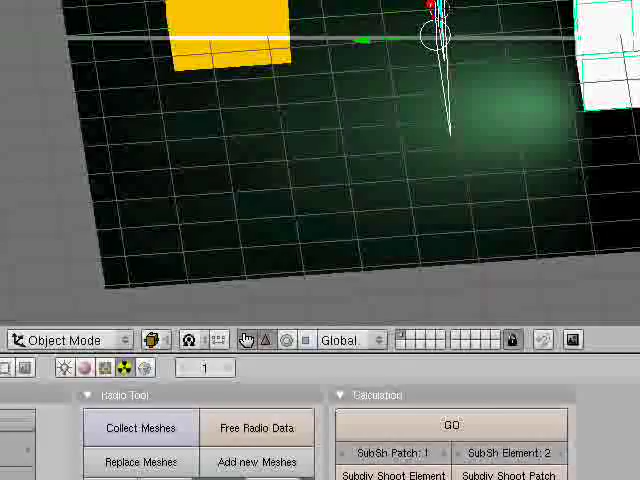 Object Mode Global
1
Radio Tool Calculation
Collect Meshes Free Radio Data GO
SubSh Patch: 1 SubSh Element: 2
Replace Meshes Add new Meshes
Subdiv Shoot Element Subdiv Shoot Patch